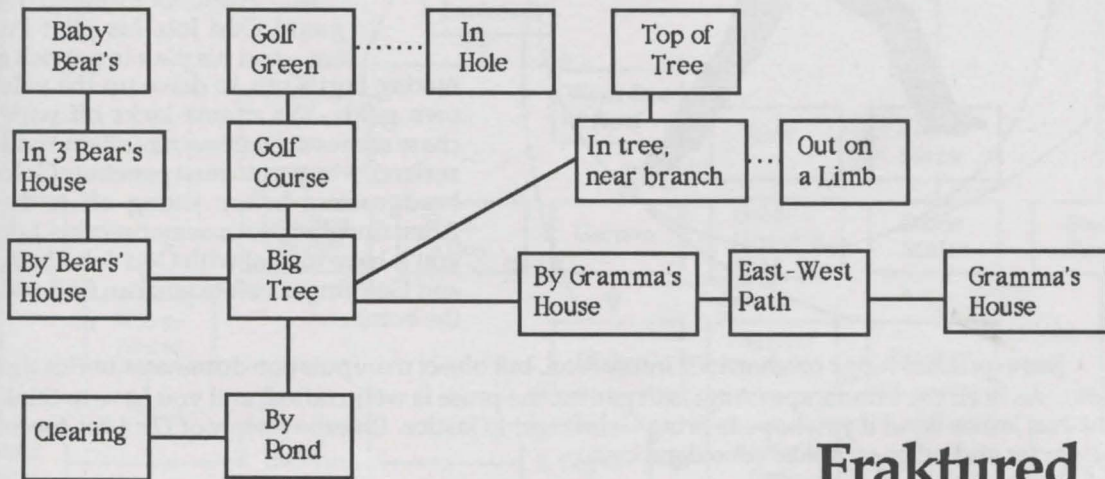 Baby
Bear's
Golf
Green
In
Hole
Top of
Tree
In 3 Bear's
House
Golf
Course
In tree,
near branch
Out on
a Limb
By Bears'
House
Big
Tree
By Gramma's
House
East-West
Path
Gramma's
House
Clearing
By
Pond
Fraktured